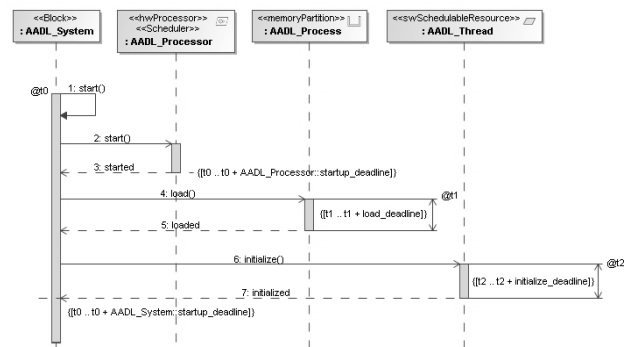 <<Block>>
: AADL_System
<<hwProcessor>>
<<Scheduler>>
: AADL_Processor
<<memoryPartition>>
: AADL_Process
<<swSchedulableResource>>
: AADL_Thread
@t0
1: start()
2: start()
3: started
{[t0 .. t0 + AADL_Processor::startup_deadline]}
4: load()
@t1
{[t1 .. t1 + load_deadline]}
5: loaded
6: initialize()
@t2
{[t2 .. t2 + initialize_deadline]}
7: initialized
{[t0 .. t0 + AADL_System::startup_deadline]}